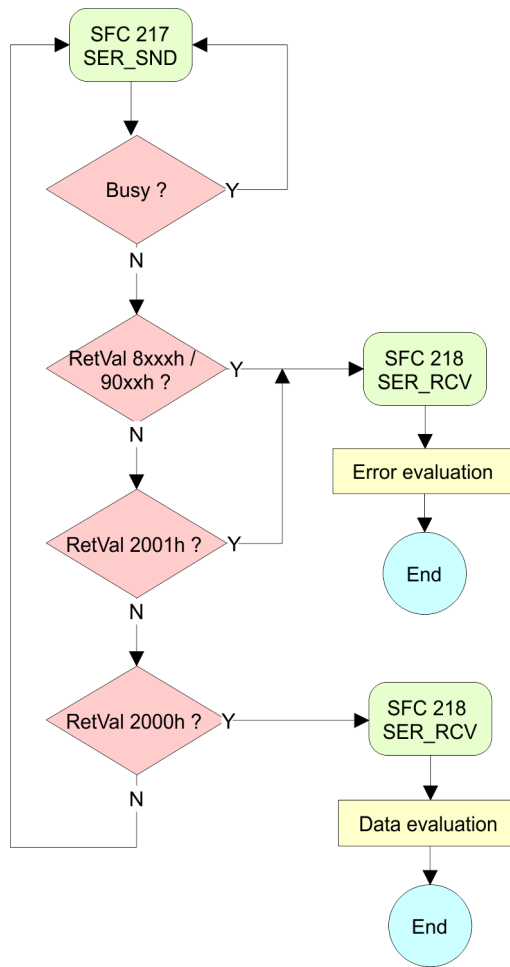 SFC 217
SER_SND
Busy ?
Y
N
RetVal 8xxxh /
90xxh ?
Y
SFC 218
SER_RCV
N
Error evaluation
RetVal 2001h ?
Y
End
N
RetVal 2000h ?
Y
SFC 218
SER_RCV
N
Data evaluation
End